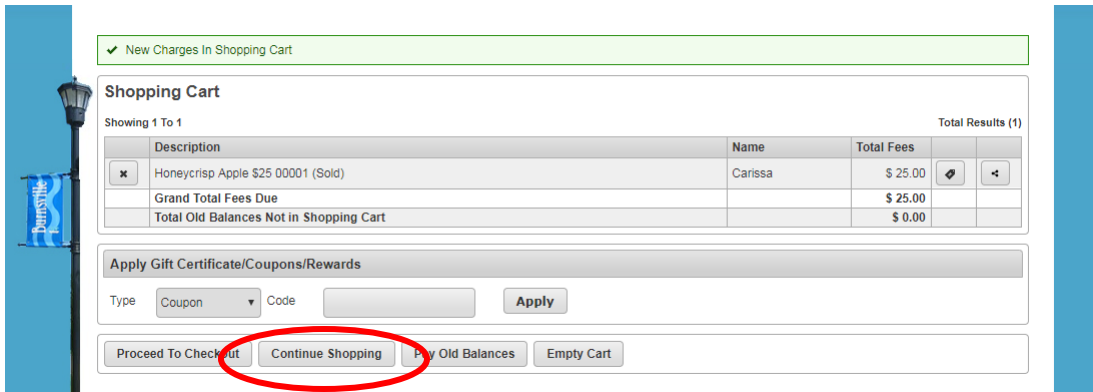 New Charges In Shopping Cart
Shopping Cart
Showing 1 To 1 Total Results (1)
Description Name Total Fees
Honeycrisp Apple $25 00001 (Sold) Carissa $ 25.00
Grand Total Fees Due $ 25.00
Total Old Balances Not in Shopping Cart $ 0.00
Burnsville
Apply Gift Certificate/Coupons/Rewards
Type Coupon Code Apply
Proceed To Checkout Continue Shopping Pay Old Balances Empty Cart